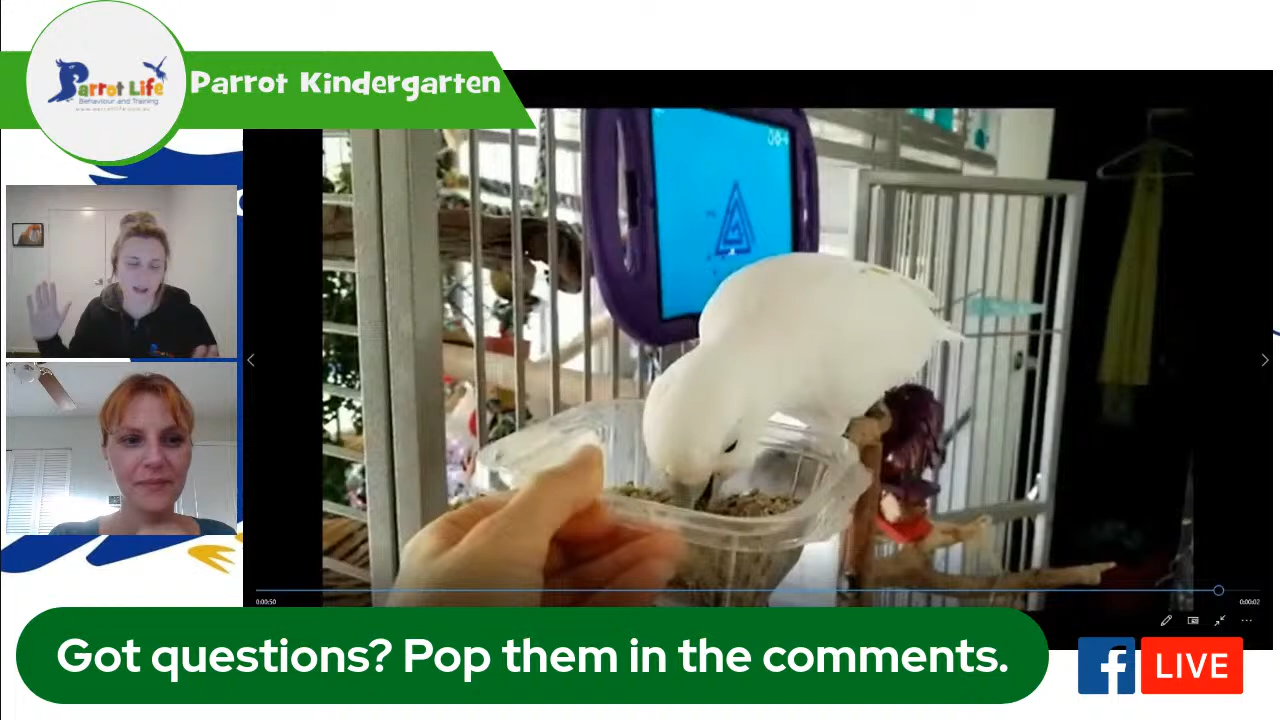 Parrot Life
Behaviour and Training
Parrot Kindergarten
0:00:50
0:00:02
Got questions? Pop them in the comments.
f
LIVE